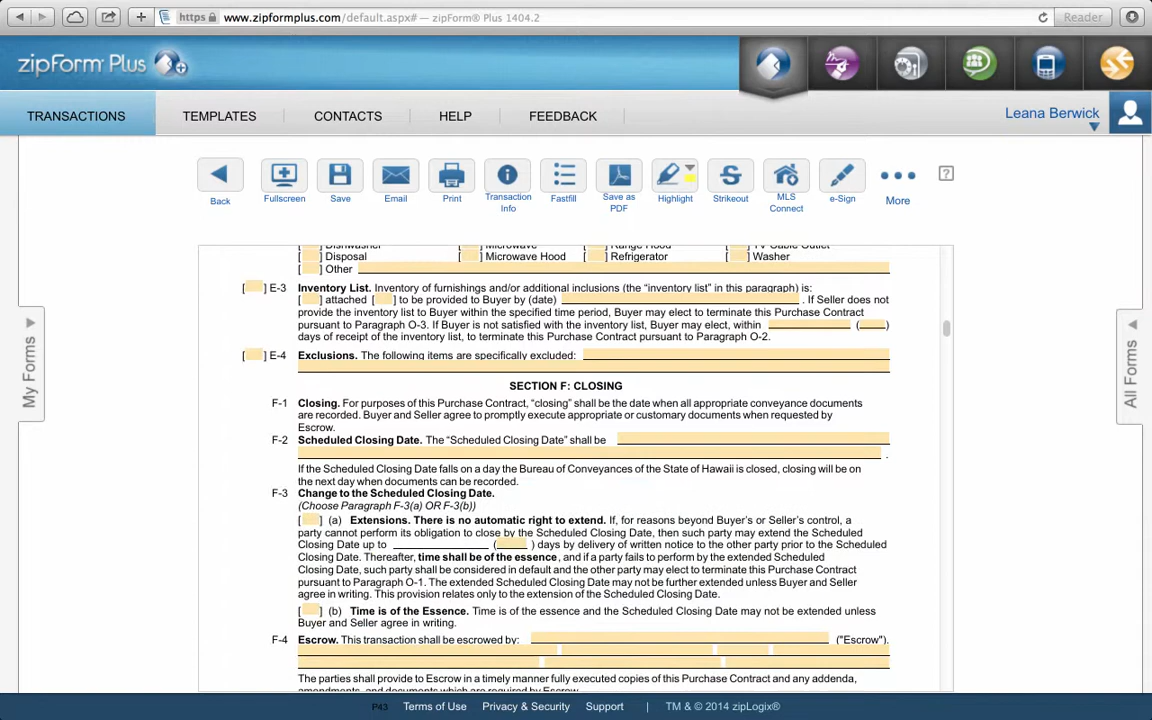 https www.zipformplus.com/default.aspx# — zipForm® Plus 1404.2 Reader
zipForm Plus
TRANSACTIONS TEMPLATES CONTACTS HELP FEEDBACK Leana Berwick
Back Fullscreen Save Email Print Transaction Info Fastfill Save as PDF Highlight Strikeout MLS Connect e-Sign More ?
My Forms
All Forms
[ ] Dishwasher [ ] Microwave [ ] Range Hood [ ] TV Cable Outlet
[ ] Disposal [ ] Microwave Hood [ ] Refrigerator [ ] Washer
[ ] Other
[ ] E-3 Inventory List. Inventory of furnishings and/or additional inclusions (the “inventory list” in this paragraph) is:
[ ] attached [ ] to be provided to Buyer by (date) . If Seller does not
provide the inventory list to Buyer within the specified time period, Buyer may elect to terminate this Purchase Contract
pursuant to Paragraph O-3. If Buyer is not satisfied with the inventory list, Buyer may elect, within ( )
days of receipt of the inventory list, to terminate this Purchase Contract pursuant to Paragraph O-2.
[ ] E-4 Exclusions. The following items are specifically excluded:
SECTION F: CLOSING
F-1 Closing. For purposes of this Purchase Contract, “closing” shall be the date when all appropriate conveyance documents
are recorded. Buyer and Seller agree to promptly execute appropriate or customary documents when requested by
Escrow.
F-2 Scheduled Closing Date. The “Scheduled Closing Date” shall be
.
If the Scheduled Closing Date falls on a day the Bureau of Conveyances of the State of Hawaii is closed, closing will be on
the next day when documents can be recorded.
F-3 Change to the Scheduled Closing Date.
(Choose Paragraph F-3(a) OR F-3(b))
[ ] (a) Extensions. There is no automatic right to extend. If, for reasons beyond Buyer’s or Seller’s control, a
party cannot perform its obligation to close by the Scheduled Closing Date, then such party may extend the Scheduled
Closing Date up to ( ) days by delivery of written notice to the other party prior to the Scheduled
Closing Date. Thereafter, time shall be of the essence, and if a party fails to perform by the extended Scheduled
Closing Date, such party shall be considered in default and the other party may elect to terminate this Purchase Contract
pursuant to Paragraph O-1. The extended Scheduled Closing Date may not be further extended unless Buyer and Seller
agree in writing. This provision relates only to the extension of the Scheduled Closing Date.
[ ] (b) Time is of the Essence. Time is of the essence and the Scheduled Closing Date may not be extended unless
Buyer and Seller agree in writing.
F-4 Escrow. This transaction shall be escrowed by: ("Escrow").
The parties shall provide to Escrow in a timely manner fully executed copies of this Purchase Contract and any addenda,
amendments, and documents which are required by Escrow.
P43 Terms of Use Privacy & Security Support | TM & © 2014 zipLogix®